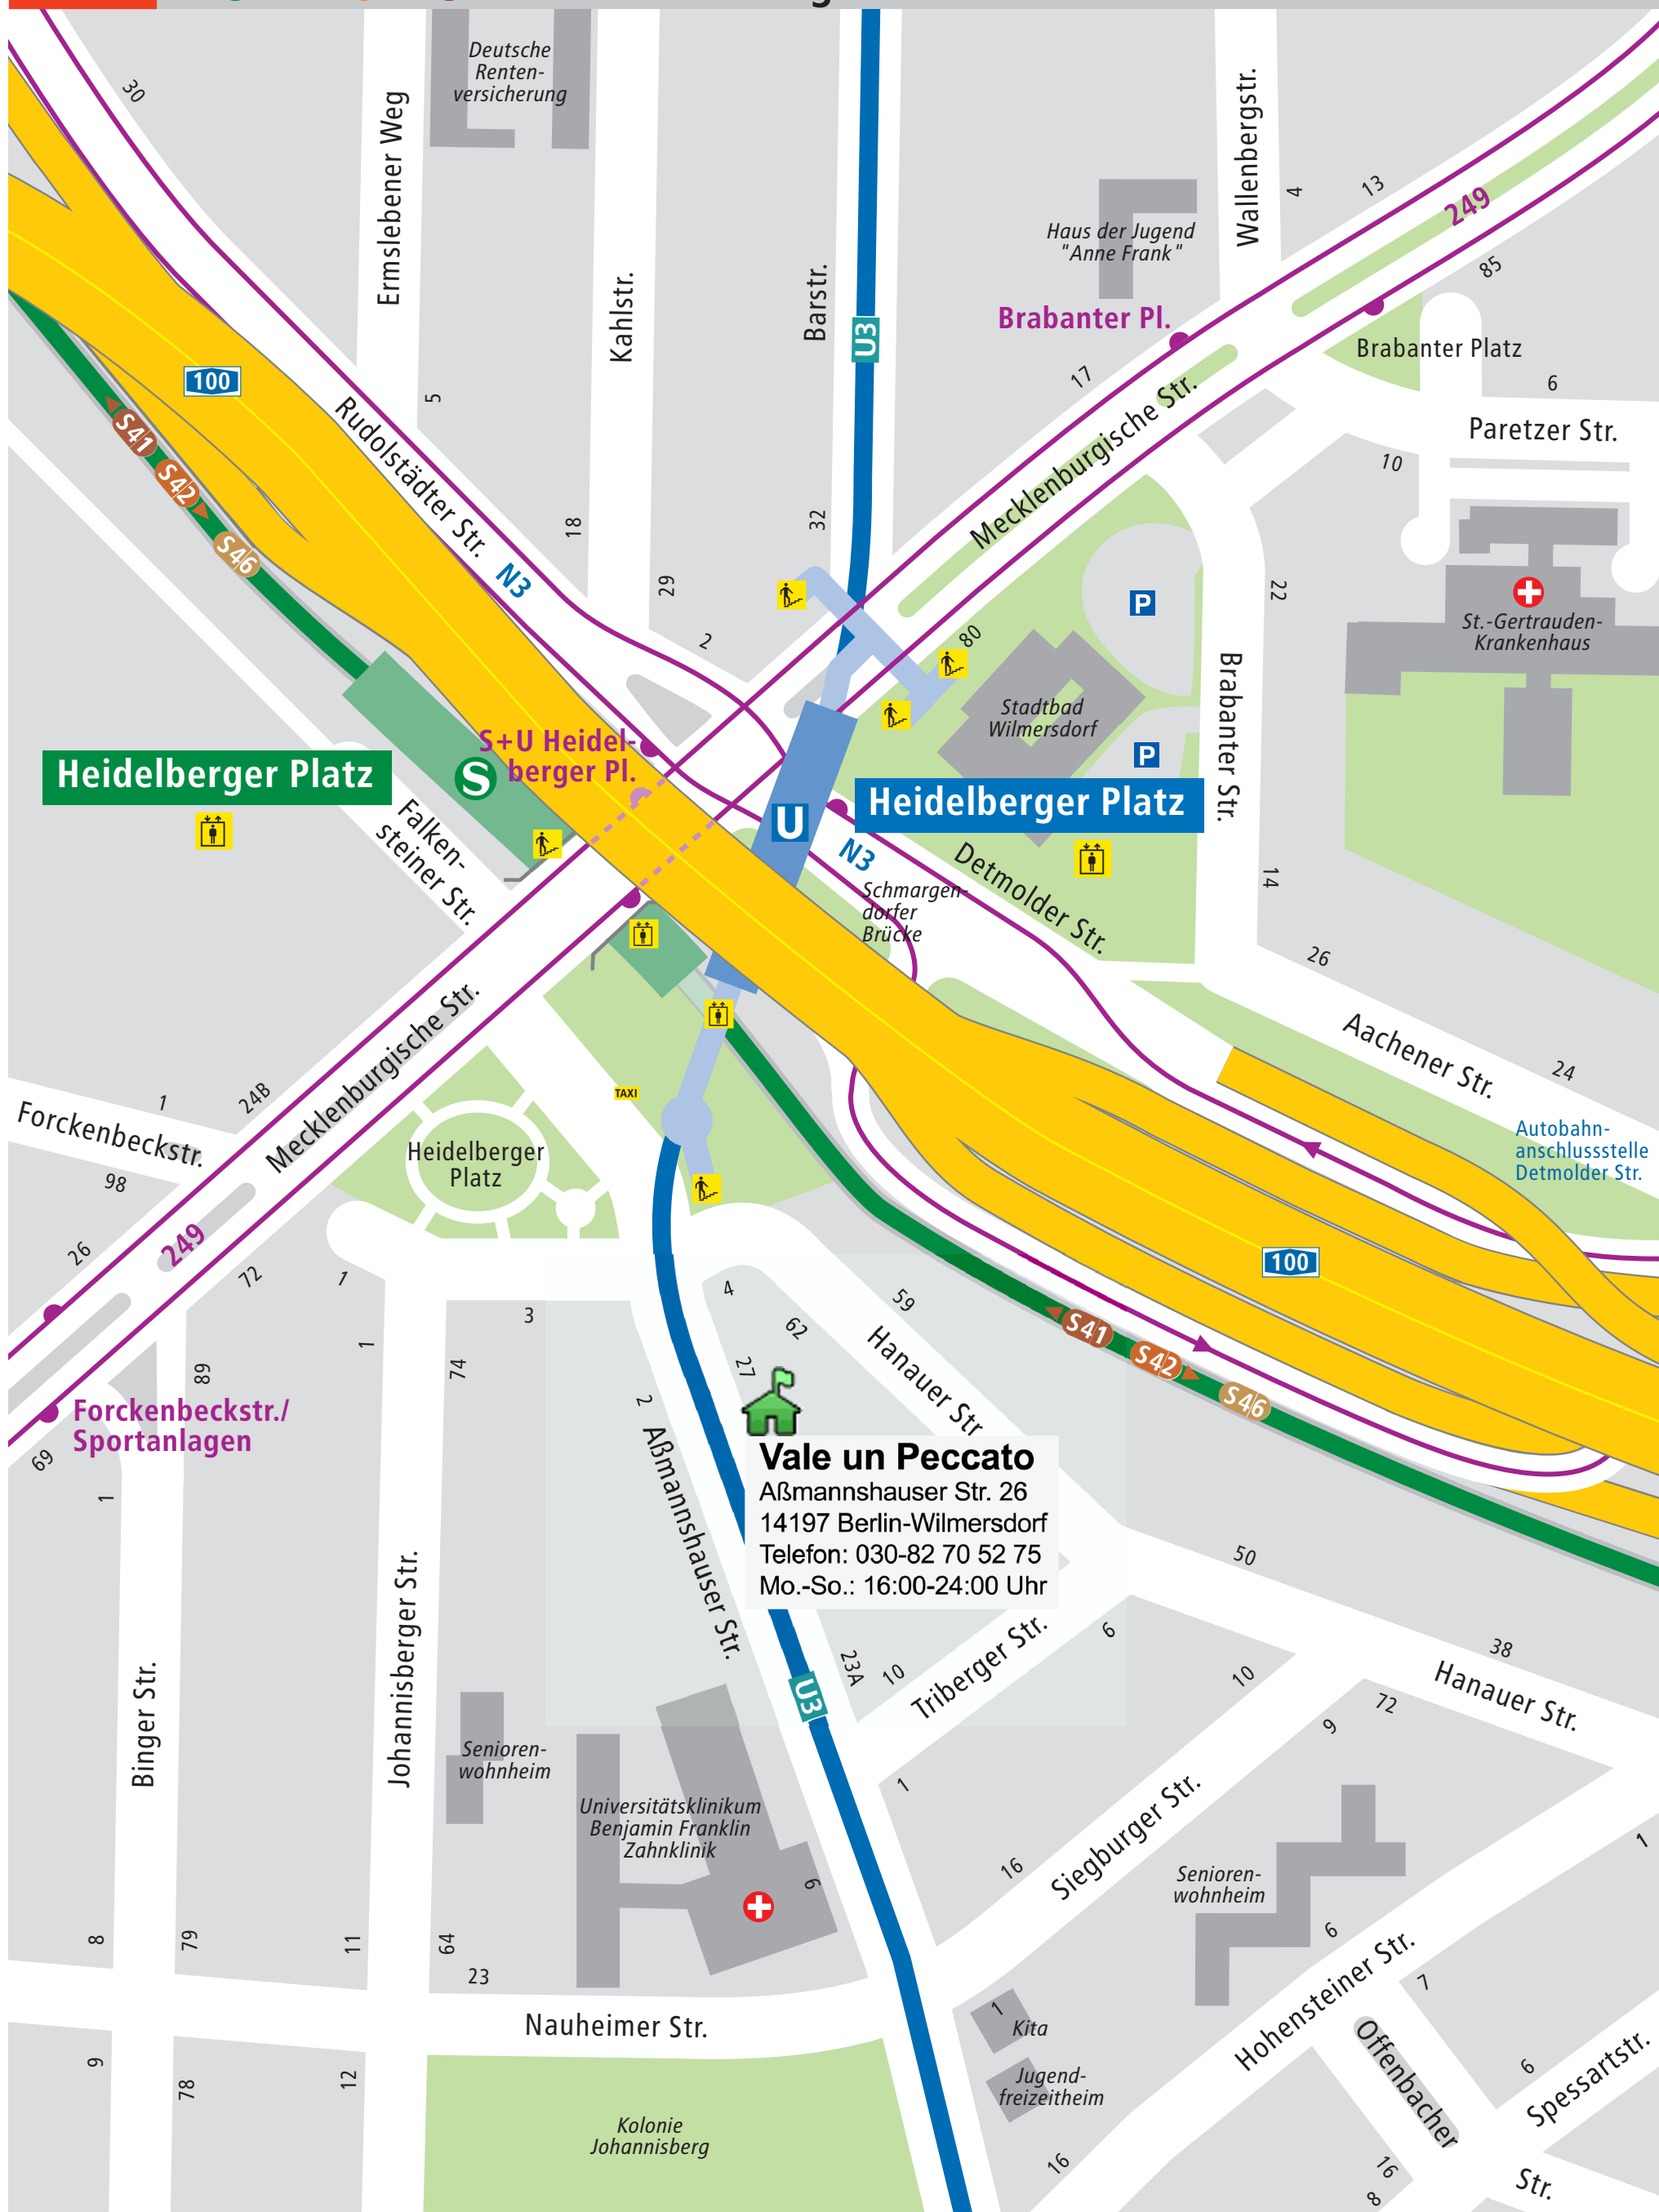 30
Deutsche
Renten-
versicherung
Ermslebener Weg
Kahlstr.
Barstr.
U3
Wallenbergstr.
4
13
249
85
Haus der Jugend
"Anne Frank"
Brabanter Pl.
Brabanter Platz
17
6
Paretzer Str.
10
Mecklenburgische Str.
100
5
Rudolstädter Str.
N3
18
32
29
2
S41
S42
S46
80
P
22
St.-Gertrauden-
Krankenhaus
Stadtbad
Wilmersdorf
P
Brabanter Str.
S+U Heidel-
berger Pl.
S
Heidelberger Platz
U
Heidelberger Platz
Falken-
steiner Str.
N3
Schmargen-
dorfer
Brücke
Detmolder Str.
14
26
Aachener Str.
24
Autobahn-
anschlussstelle
Detmolder Str.
Mecklenburgische Str.
TAXI
1
24B
Forckenbeckstr.
98
Heidelberger
Platz
249
26
72
1
3
4
62
59
100
S41
S42
S46
1
89
74
2
27
Hanauer Str.
Forckenbeckstr./
Sportanlagen
69
1
Vale un Peccato
Aßmannshauser Str. 26
14197 Berlin-Wilmersdorf
Telefon: 030-82 70 52 75
Mo.-So.: 16:00-24:00 Uhr
Aßmannshauser Str.
50
6
Triberger Str.
10
23A
U3
10
38
Hanauer Str.
72
9
Binger Str.
Johannisberger Str.
Senioren-
wohnheim
Universitätsklinikum
Benjamin Franklin
Zahnklinik
6
1
Siegburger Str.
16
Senioren-
wohnheim
6
1
Hohensteiner Str.
7
8
79
11
64
23
Nauheimer Str.
1
Kita
Jugend-
freizeitheim
Offenbacher
Str.
6
Spessartstr.
9
78
12
Kolonie
Johannisberg
16
16
8